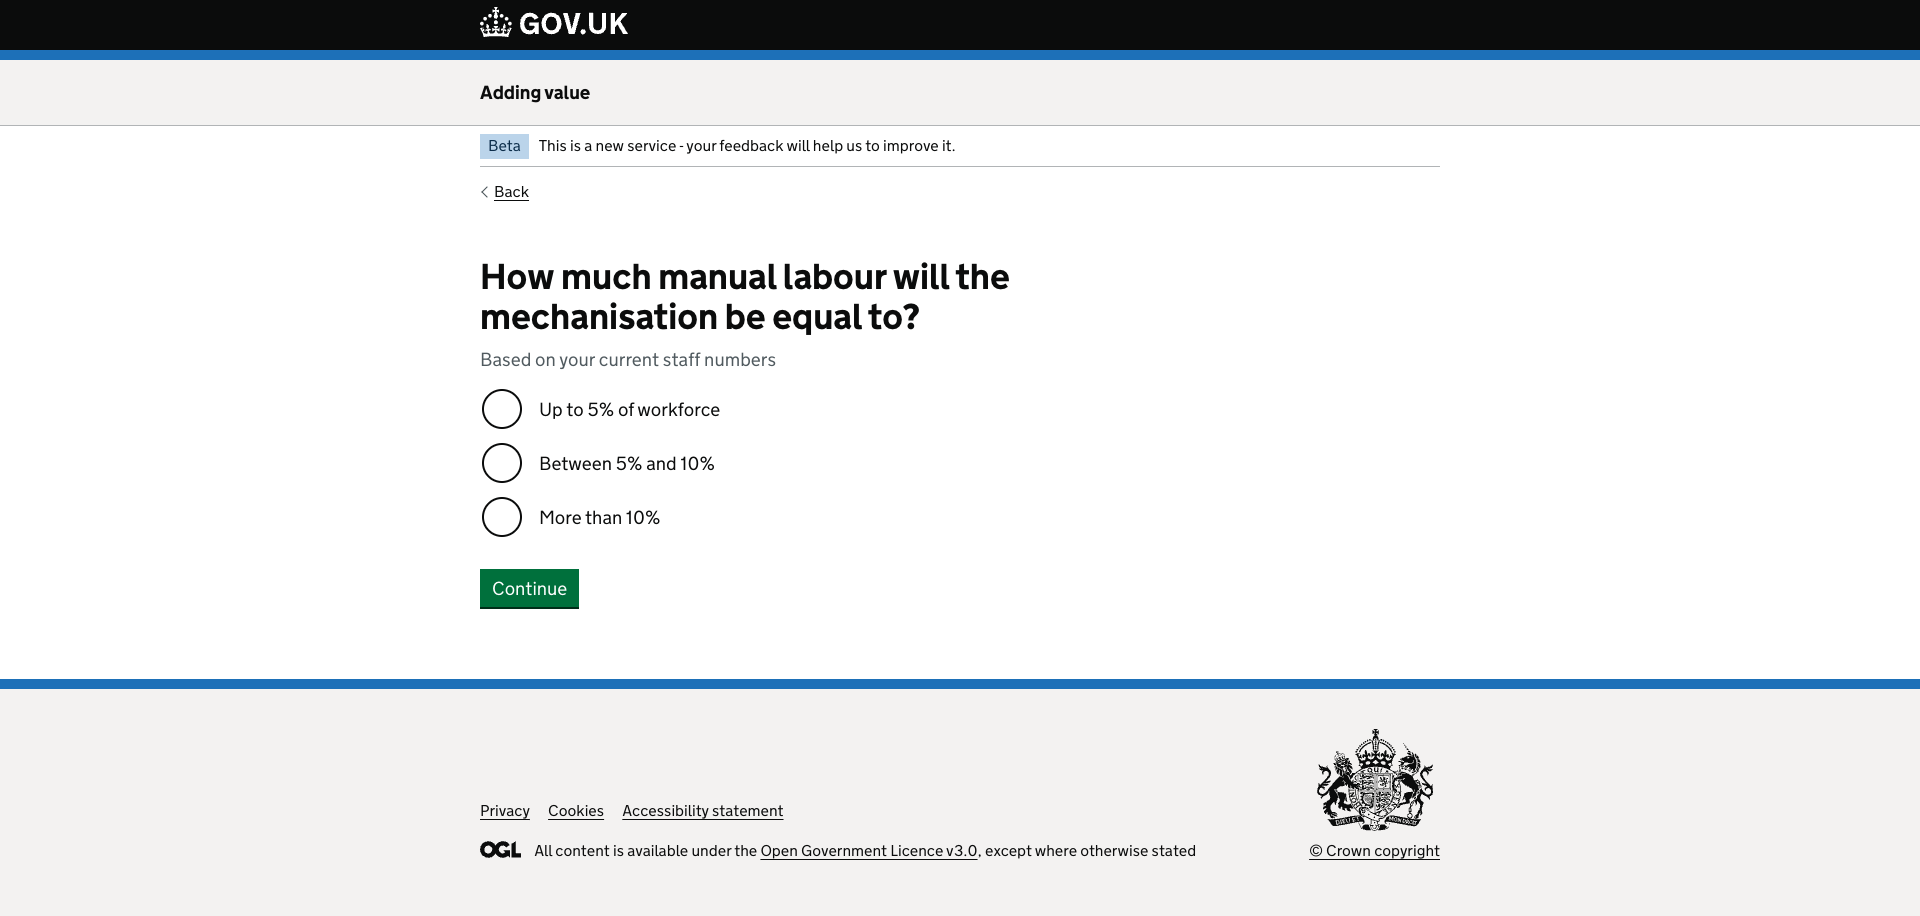 GOV.UK
Adding value
Beta This is a new service - your feedback will help us to improve it.
Back
How much manual labour will the
mechanisation be equal to?
Based on your current staff numbers
Up to 5% of workforce
Between 5% and 10%
More than 10%
Continue
Privacy Cookies Accessibility statement
OGL All content is available under the Open Government Licence v3.0, except where otherwise stated
© Crown copyright